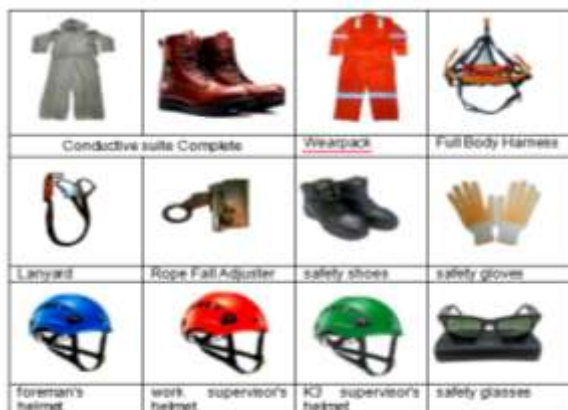 Conductive suite Complete
Wearpack
Full Body Harness
Lanyard
Rope Fall Adjuster
safety shoes
safety gloves
foreman's
helmet
work supervisor's
helmet
K3 supervisor's
helmet
safety glasses